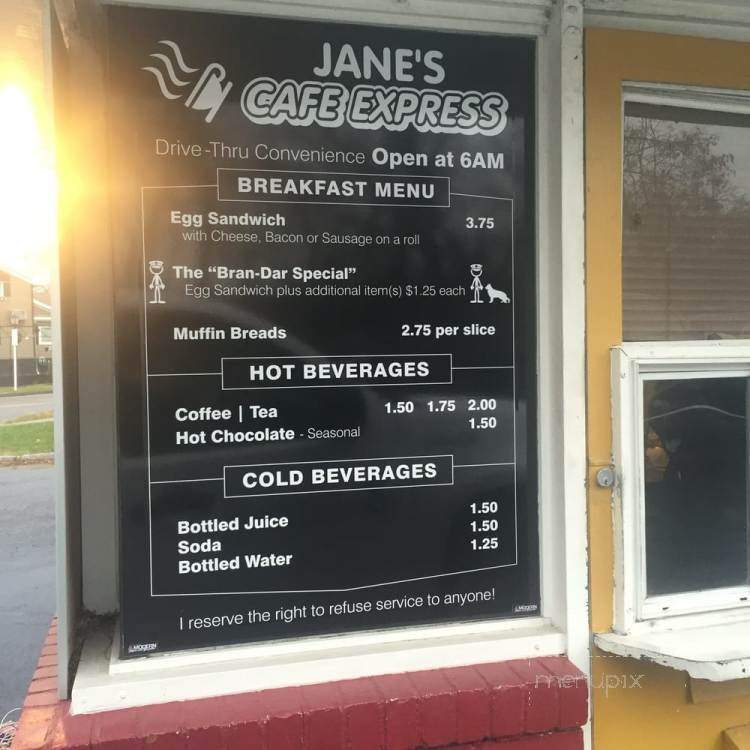 JANE'S
CAFE EXPRESS
Drive-Thru Convenience Open at 6AM
BREAKFAST MENU
Egg Sandwich 3.75
with Cheese, Bacon or Sausage on a roll
The “Bran-Dar Special”
Egg Sandwich plus additional item(s) $1.25 each
Muffin Breads 2.75 per slice
HOT BEVERAGES
Coffee | Tea 1.50 1.75 2.00
Hot Chocolate - Seasonal 1.50
COLD BEVERAGES
Bottled Juice 1.50
Soda 1.50
Bottled Water 1.25
I reserve the right to refuse service to anyone!
MODERN MODERN
menupix